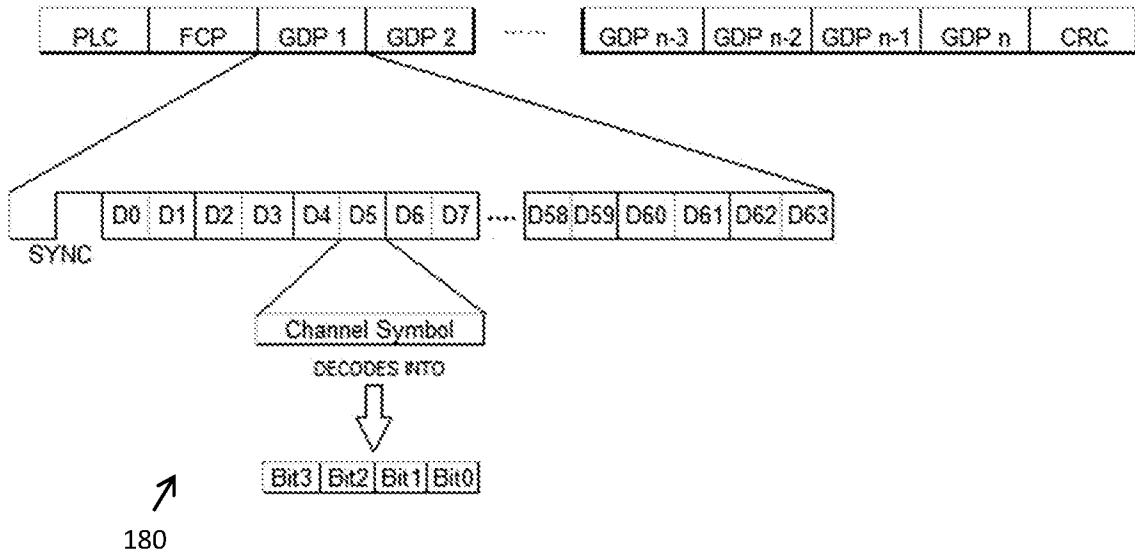 PLC FCP GDP 1 GDP 2 ...... GDP n-3 GDP n-2 GDP n-1 GDP n CRC
D0 D1 D2 D3 D4 D5 D6 D7 .... D58 D59 D60 D61 D62 D63
SYNC
Channel Symbol
DECODES INTO
Bit3 Bit2 Bit1 Bit0
180